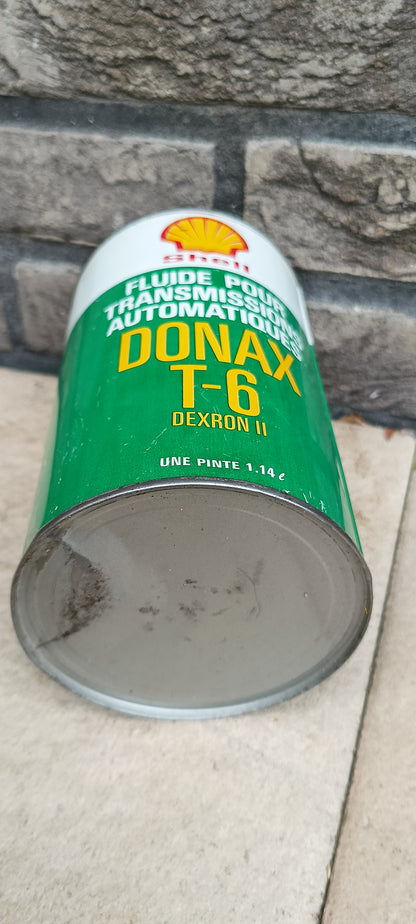 Shell
FLUIDE POUR
TRANSMISSIONS
AUTOMATIQUES
DONAX
T-6
DEXRON II
UNE PINTE 1.14 ℓ